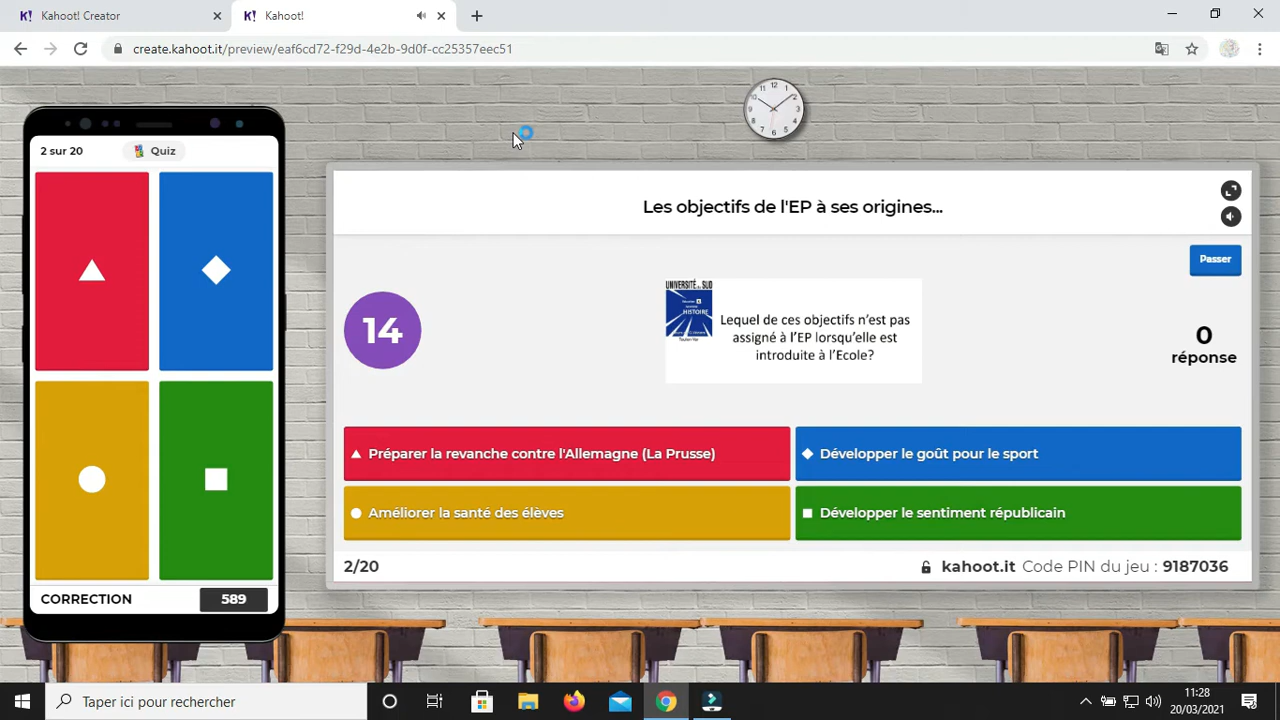 Kahoot! Creator
Kahoot!
create.kahoot.it/preview/eaf6cd72-f29d-4e2b-9d0f-cc25357eec51
2 sur 20
Quiz
CORRECTION
589
Les objectifs de l'EP à ses origines...
Passer
14
UNIVERSITÉ DU SUD
HISTOIRE
Lequel de ces objectifs n'est pas
assigné à l'EP lorsqu'elle est
introduite à l'Ecole?
0
réponse
Préparer la revanche contre l'Allemagne (La Prusse)
Développer le goût pour le sport
Améliorer la santé des élèves
Développer le sentiment républicain
2/20
kahoot.it Code PIN du jeu : 9187036
Taper ici pour rechercher
11:28
20/03/2021